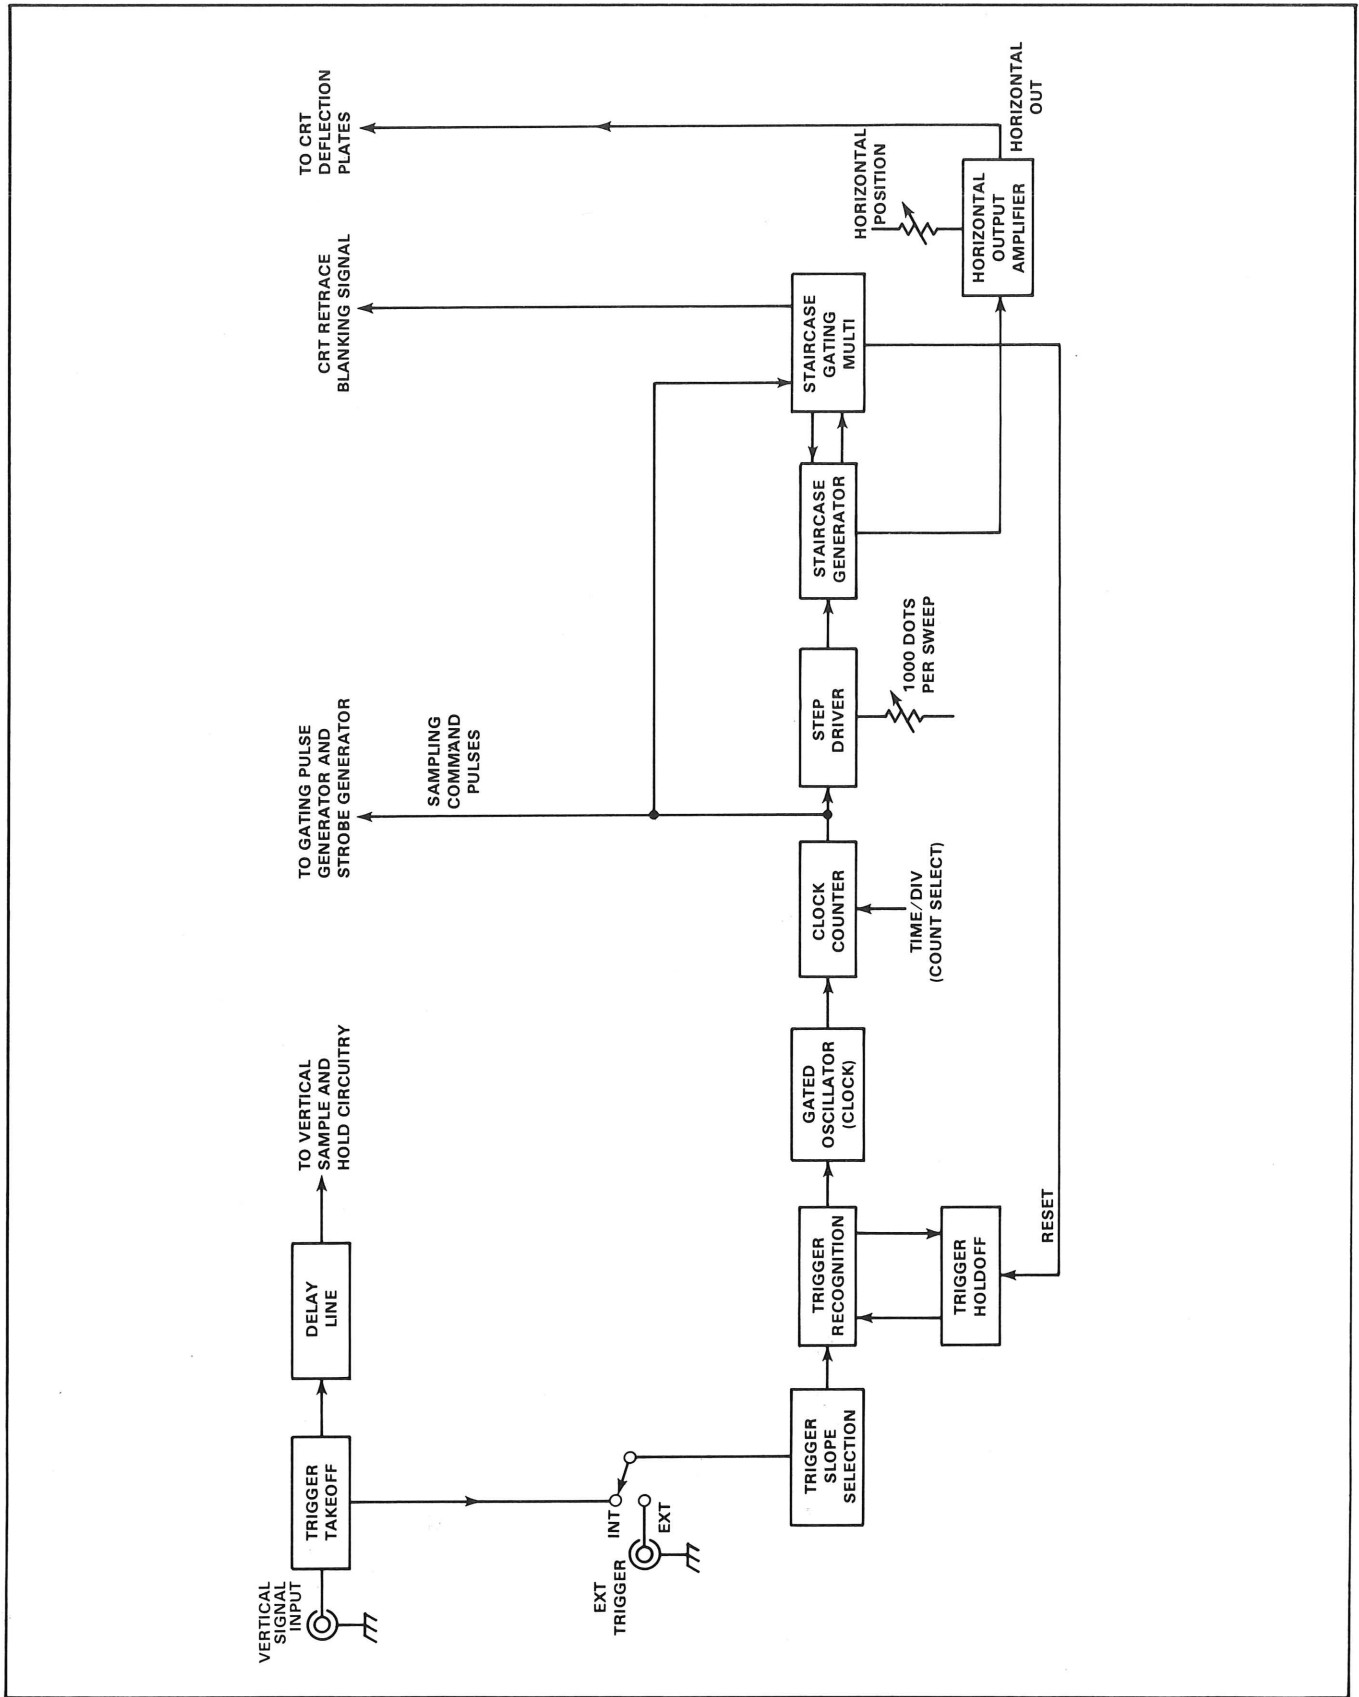 VERTICAL
SIGNAL
INPUT
TRIGGER
TAKEOFF
DELAY
LINE
TO VERTICAL
SAMPLE AND
HOLD CIRCUITRY
TO GATING PULSE
GENERATOR AND
STROBE GENERATOR
SAMPLING
COMMAND
PULSES
CRT RETRACE
BLANKING SIGNAL
TO CRT
DEFLECTION
PLATES
EXT
TRIGGER
INT
EXT
TRIGGER
SLOPE
SELECTION
TRIGGER
RECOGNITION
TRIGGER
HOLDOFF
RESET
GATED
OSCILLATOR
(CLOCK)
CLOCK
COUNTER
TIME/DIV
(COUNT SELECT)
STEP
DRIVER
1000 DOTS
PER SWEEP
STAIRCASE
GENERATOR
STAIRCASE
GATING
MULTI
HORIZONTAL
POSITION
HORIZONTAL
OUTPUT
AMPLIFIER
HORIZONTAL
OUT